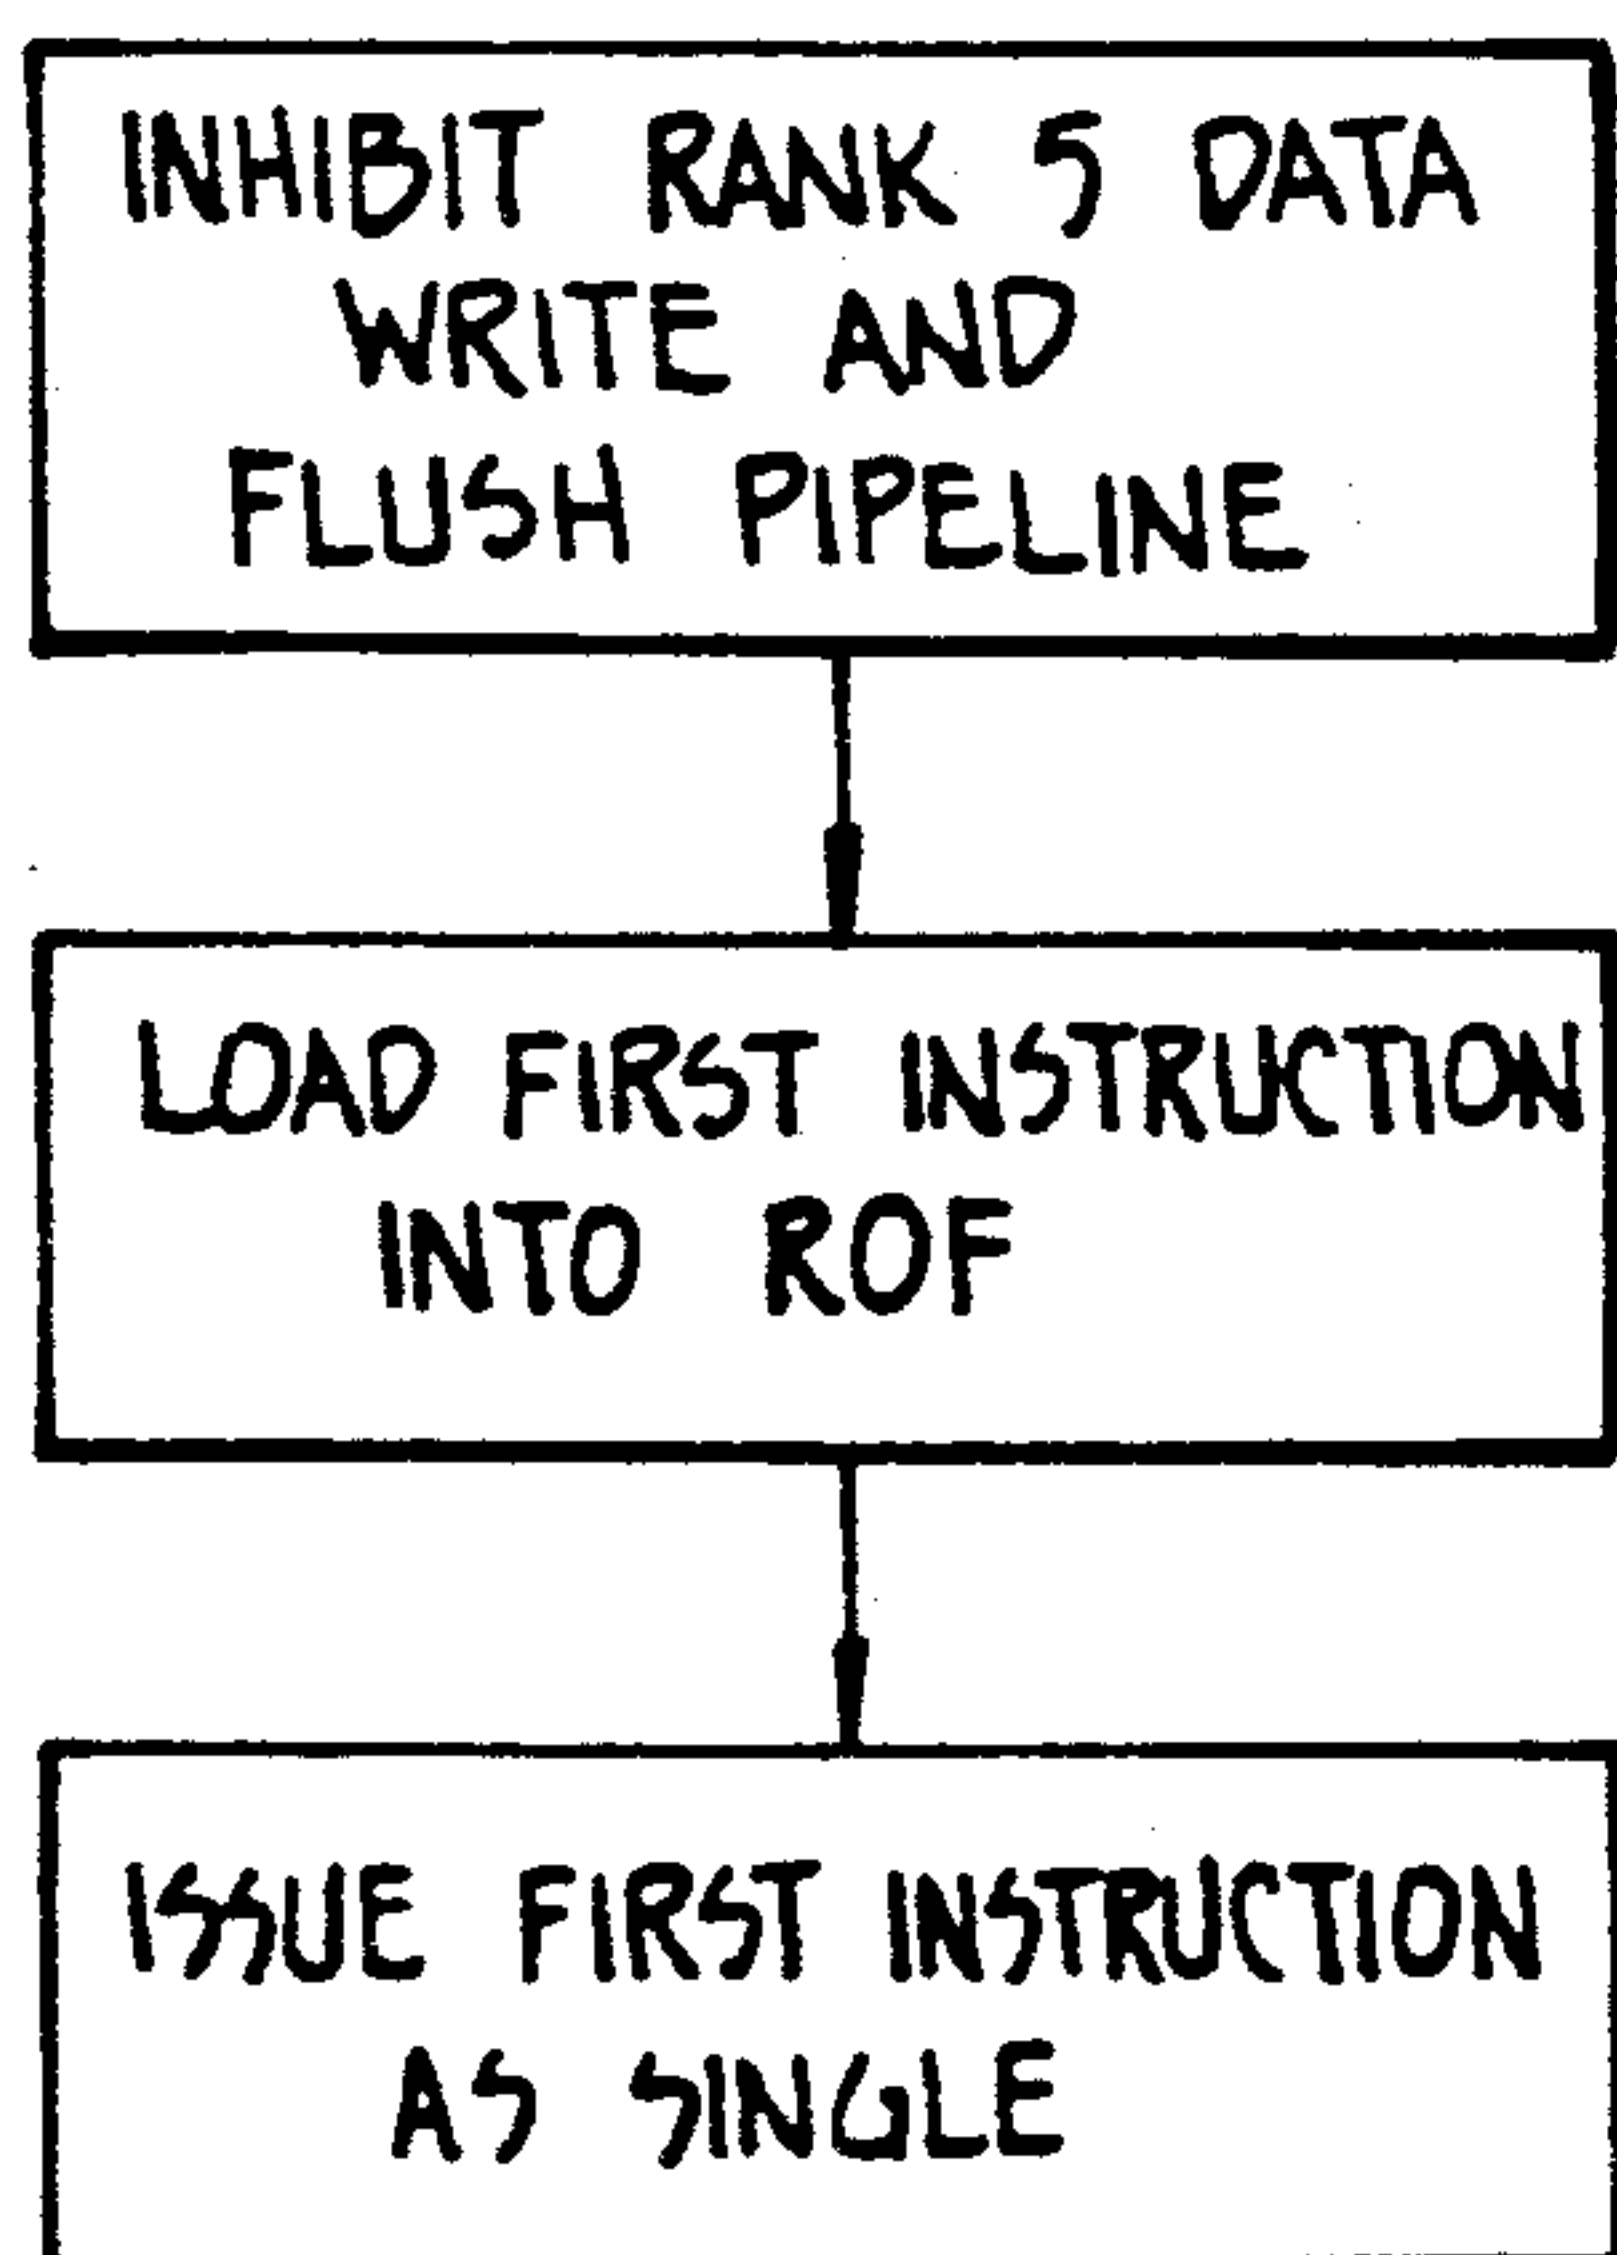 INHIBIT RANK 5 DATA
WRITE AND
FLUSH PIPELINE
LOAD FIRST INSTRUCTION
INTO ROF
ISSUE FIRST INSTRUCTION
AS SINGLE